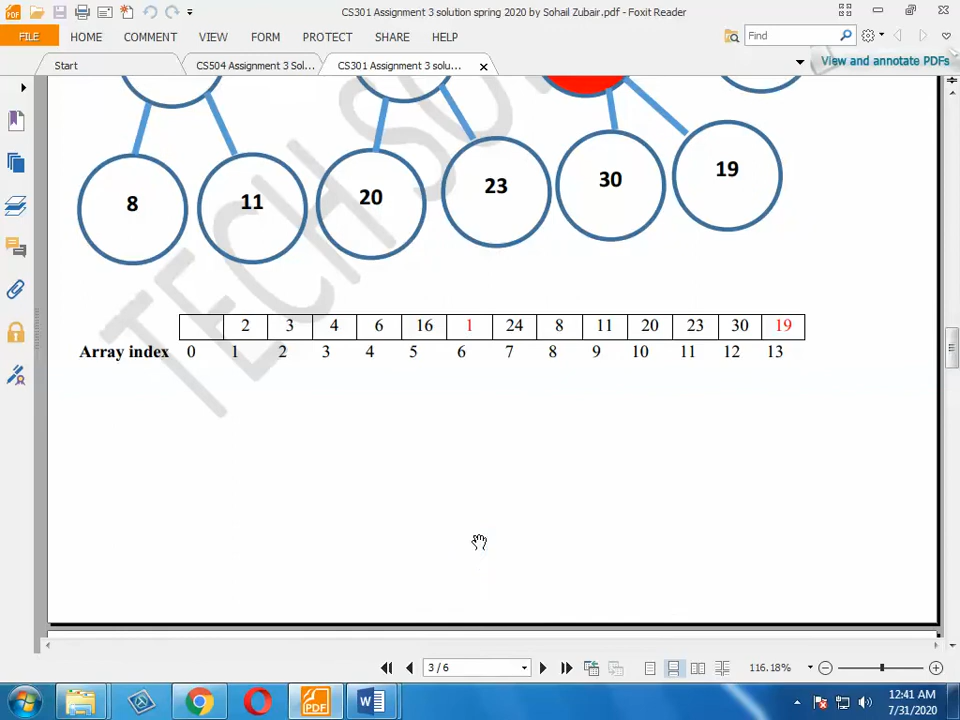 CS301 Assignment 3 solution spring 2020 by Sohail Zubair.pdf - Foxit Reader
FILE HOME COMMENT VIEW FORM PROTECT SHARE HELP Find
Start CS504 Assignment 3 Sol... CS301 Assignment 3 solu... View and annotate PDFs
8 11 20 23 30 19
2 3 4 6 16 1 24 8 11 20 23 30 19
Array index 0 1 2 3 4 5 6 7 8 9 10 11 12 13
3 / 6 116.18%
12:41 AM
7/31/2020